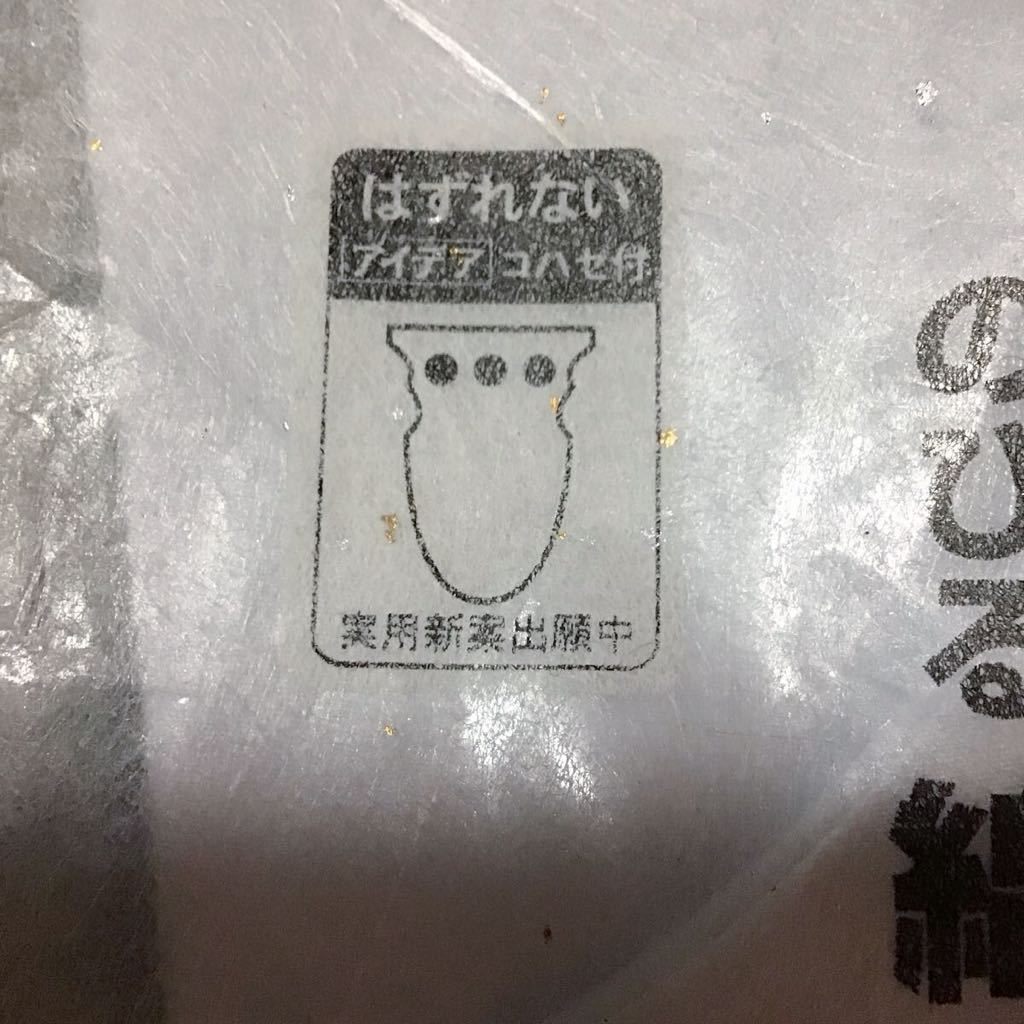 はずれない
アイデア コハゼ付
実用新案出願中